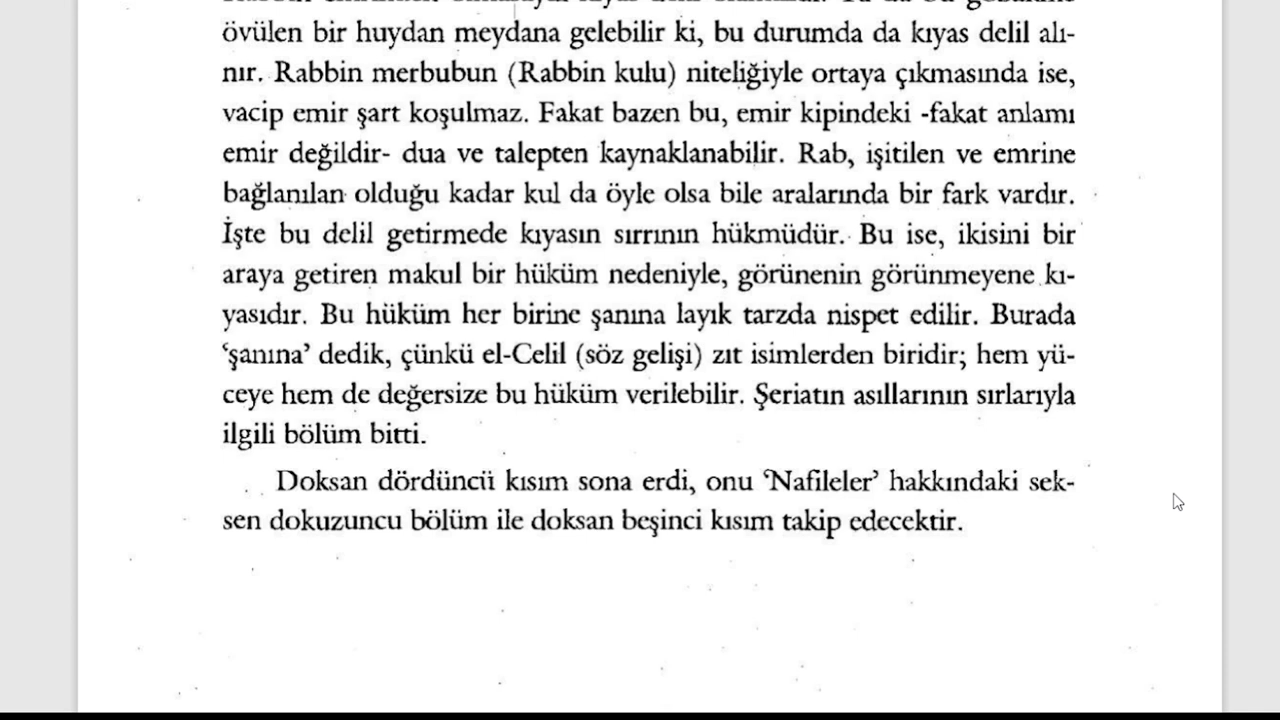 övülen bir huydan meydana gelebilir ki, bu durumda da kıyas delil alı-
nır. Rabbin merbubun (Rabbin kulu) niteliğiyle ortaya çıkmasında ise,
vacip emir şart koşulmaz. Fakat bazen bu, emir kipindeki -fakat anlamı
emir değildir- dua ve talepten kaynaklanabilir. Rab, işitilen ve emrine
bağlanılan olduğu kadar kul da öyle olsa bile aralarında bir fark vardır.
İşte bu delil getirmede kıyasın sırrının hükmüdür. Bu ise, ikisini bir
araya getiren makul bir hüküm nedeniyle, görünenin görünmeyene kı-
yasıdır. Bu hüküm her birine şanına layık tarzda nispet edilir. Burada
‘şanına’ dedik, çünkü el-Celil (söz gelişi) zıt isimlerden biridir; hem yü-
ceye hem de değersize bu hüküm verilebilir. Şeriatın asıllarının sırlarıyla
ilgili bölüm bitti.
Doksan dördüncü kısım sona erdi, onu ‘Nafileler’ hakkındaki sek-
sen dokuzuncu bölüm ile doksan beşinci kısım takip edecektir.